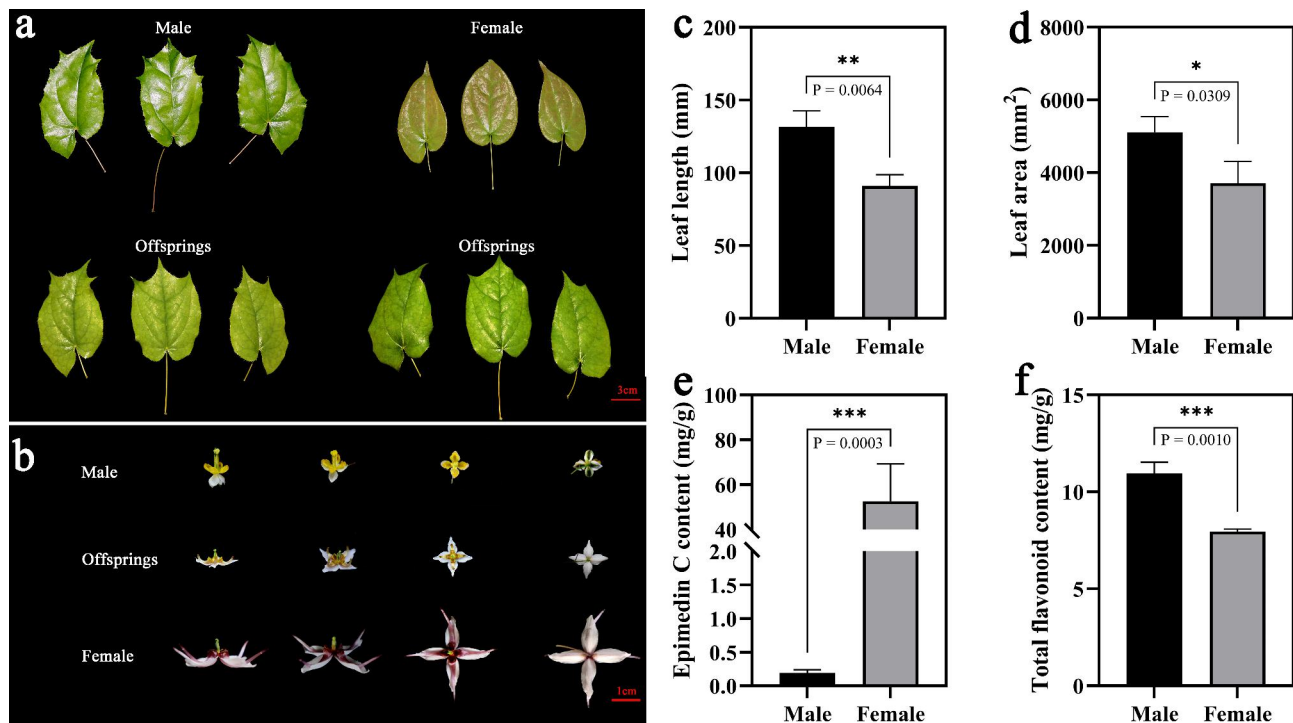 a
Male
Female
Offsprings
Offsprings
3cm
b
Male
Offsprings
Female
1cm
c
Leaf length (mm)
200
150
100
50
0
**
P = 0.0064
Male
Female
d
Leaf area (mm²)
8000
6000
4000
2000
0
*
P = 0.0309
Male
Female
e
Epimedin C content (mg/g)
100
80
60
40
2.0
1.5
1.0
0.5
0.0
***
P = 0.0003
Male
Female
f
Total flavonoid content (mg/g)
15
10
5
0
***
P = 0.0010
Male
Female